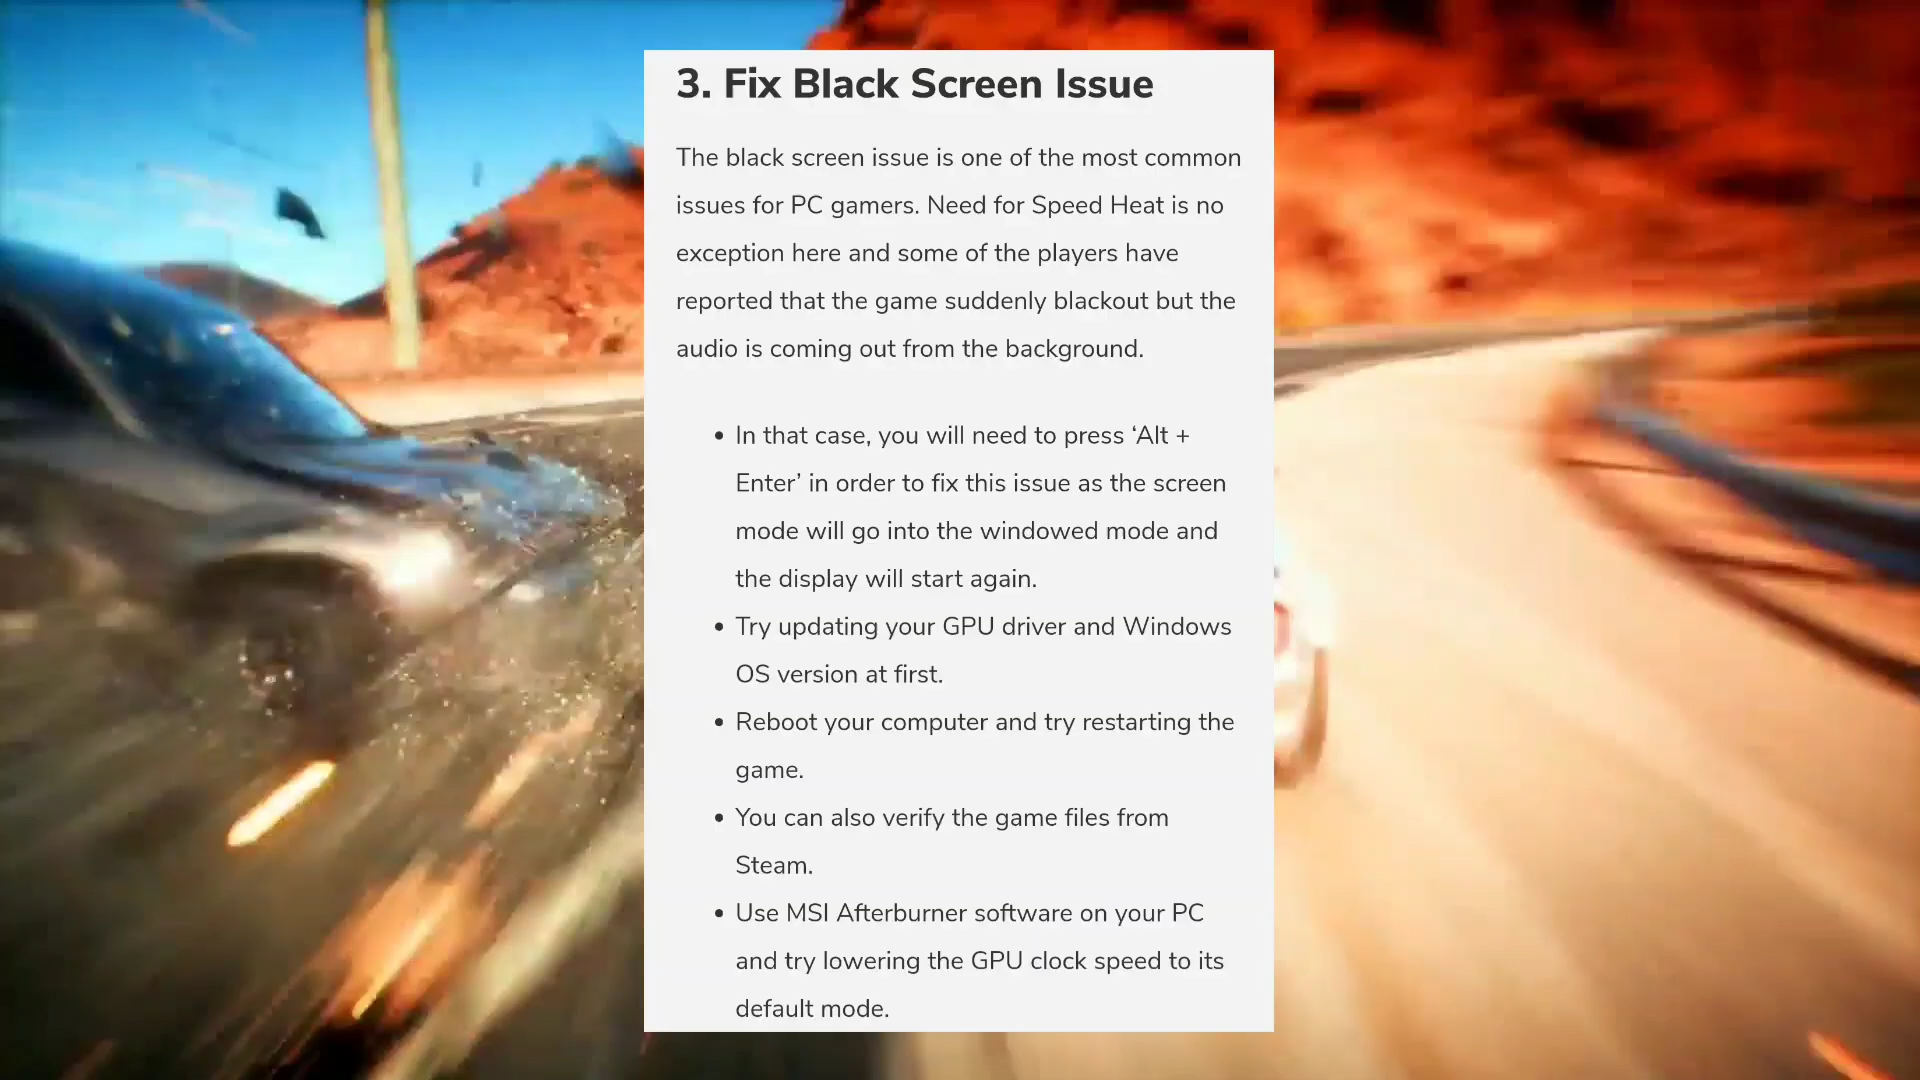 3. Fix Black Screen Issue
The black screen issue is one of the most common
issues for PC gamers. Need for Speed Heat is no
exception here and some of the players have
reported that the game suddenly blackout but the
audio is coming out from the background.
• In that case, you will need to press ‘Alt +
Enter’ in order to fix this issue as the screen
mode will go into the windowed mode and
the display will start again.
• Try updating your GPU driver and Windows
OS version at first.
• Reboot your computer and try restarting the
game.
• You can also verify the game files from
Steam.
• Use MSI Afterburner software on your PC
and try lowering the GPU clock speed to its
default mode.